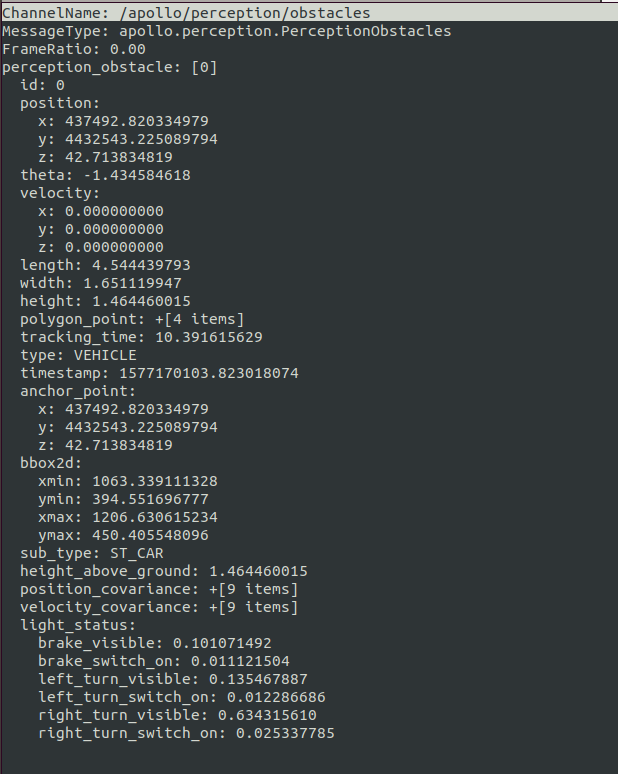 ChannelName: /apollo/perception/obstacles
MessageType: apollo.perception.PerceptionObstacles
FrameRatio: 0.00
perception_obstacle: [0]
  id: 0
  position:
    x: 437492.820334979
    y: 4432543.225089794
    z: 42.713834819
  theta: -1.434584618
  velocity:
    x: 0.000000000
    y: 0.000000000
    z: 0.000000000
  length: 4.544439793
  width: 1.651119947
  height: 1.464460015
  polygon_point: +[4 items]
  tracking_time: 10.391615629
  type: VEHICLE
  timestamp: 1577170103.823018074
  anchor_point:
    x: 437492.820334979
    y: 4432543.225089794
    z: 42.713834819
  bbox2d:
    xmin: 1063.339111328
    ymin: 394.551696777
    xmax: 1206.630615234
    ymax: 450.405548096
  sub_type: ST_CAR
  height_above_ground: 1.464460015
  position_covariance: +[9 items]
  velocity_covariance: +[9 items]
  light_status:
    brake_visible: 0.101071492
    brake_switch_on: 0.011121504
    left_turn_visible: 0.135467887
    left_turn_switch_on: 0.012286686
    right_turn_visible: 0.634315610
    right_turn_switch_on: 0.025337785